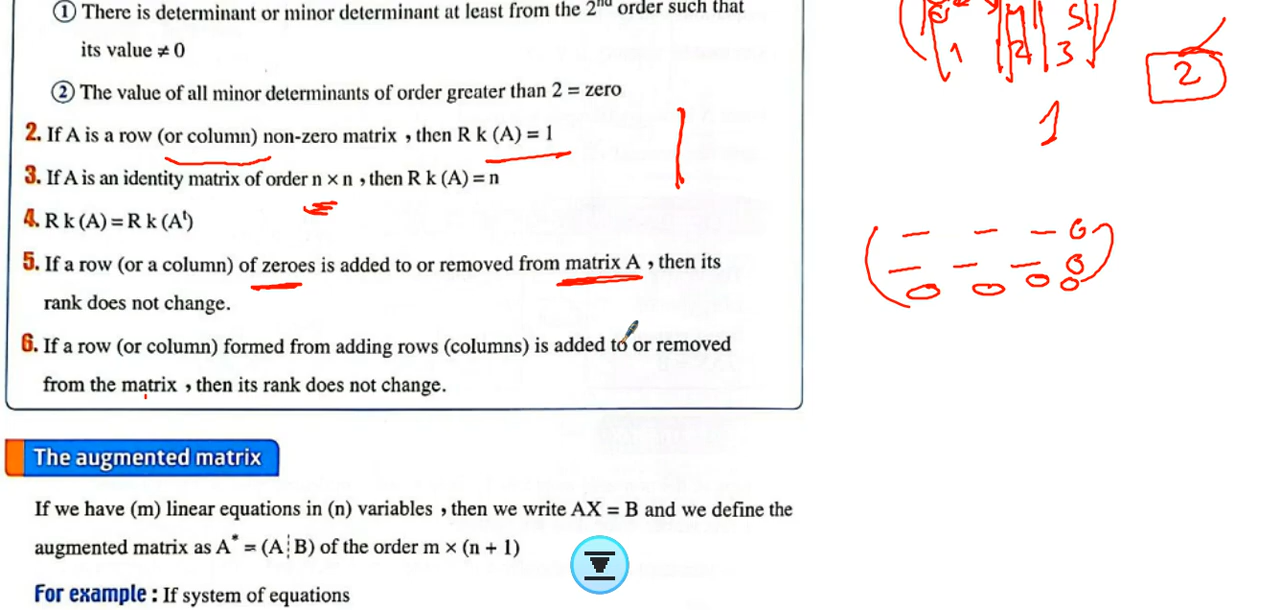 ① There is determinant or minor determinant at least from the 2nd order such that
its value ≠ 0
② The value of all minor determinants of order greater than 2 = zero
2. If A is a row (or column) non-zero matrix , then R k (A) = 1
3. If A is an identity matrix of order n × n , then R k (A) = n
4. R k (A) = R k (Aᵗ)
5. If a row (or a column) of zeroes is added to or removed from matrix A , then its
rank does not change.
6. If a row (or column) formed from adding rows (columns) is added to or removed
from the matrix , then its rank does not change.
The augmented matrix
If we have (m) linear equations in (n) variables , then we write AX = B and we define the
augmented matrix as A* = (A ⁞ B) of the order m × (n + 1)
For example : If system of equations
1 2 3
2
1